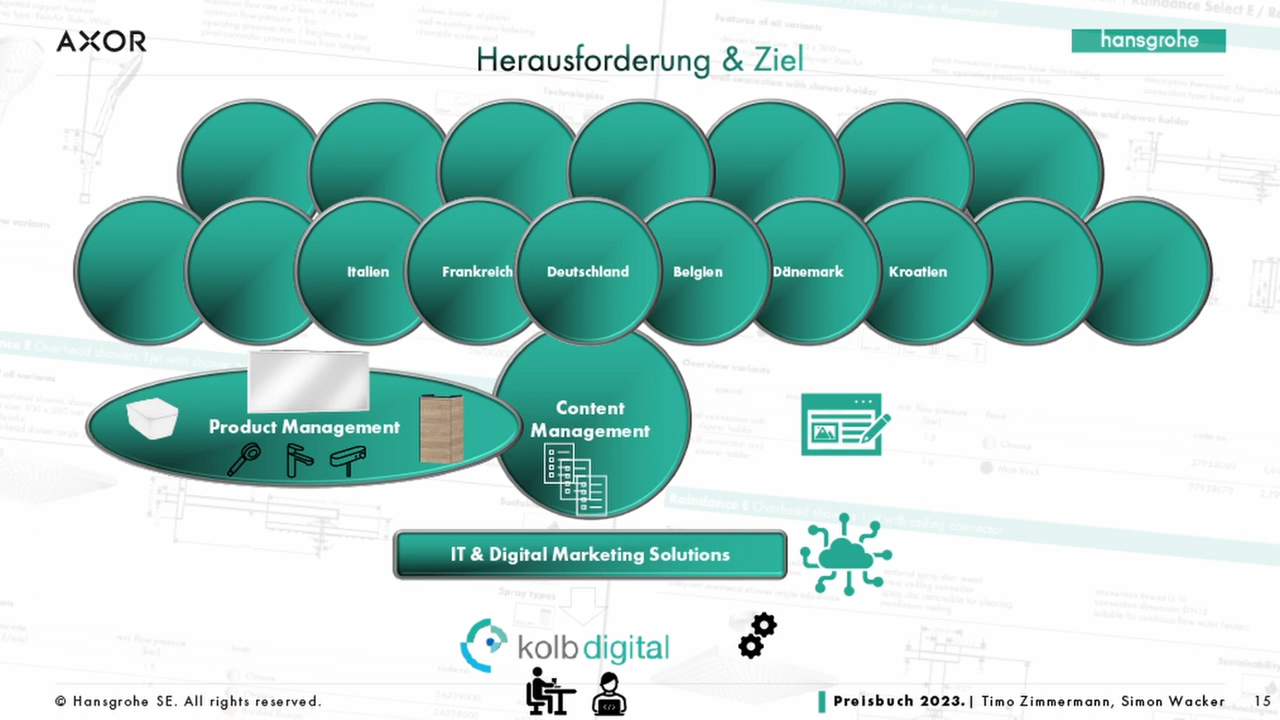 AXOR
hansgrohe
Herausforderung & Ziel
Italien
Frankreich
Deutschland
Belgien
Dänemark
Kroatien
Product Management
Content
Management
IT & Digital Marketing Solutions
kolb digital
© Hansgrohe SE. All rights reserved.
Preisbuch 2023. | Timo Zimmermann, Simon Wacker
15